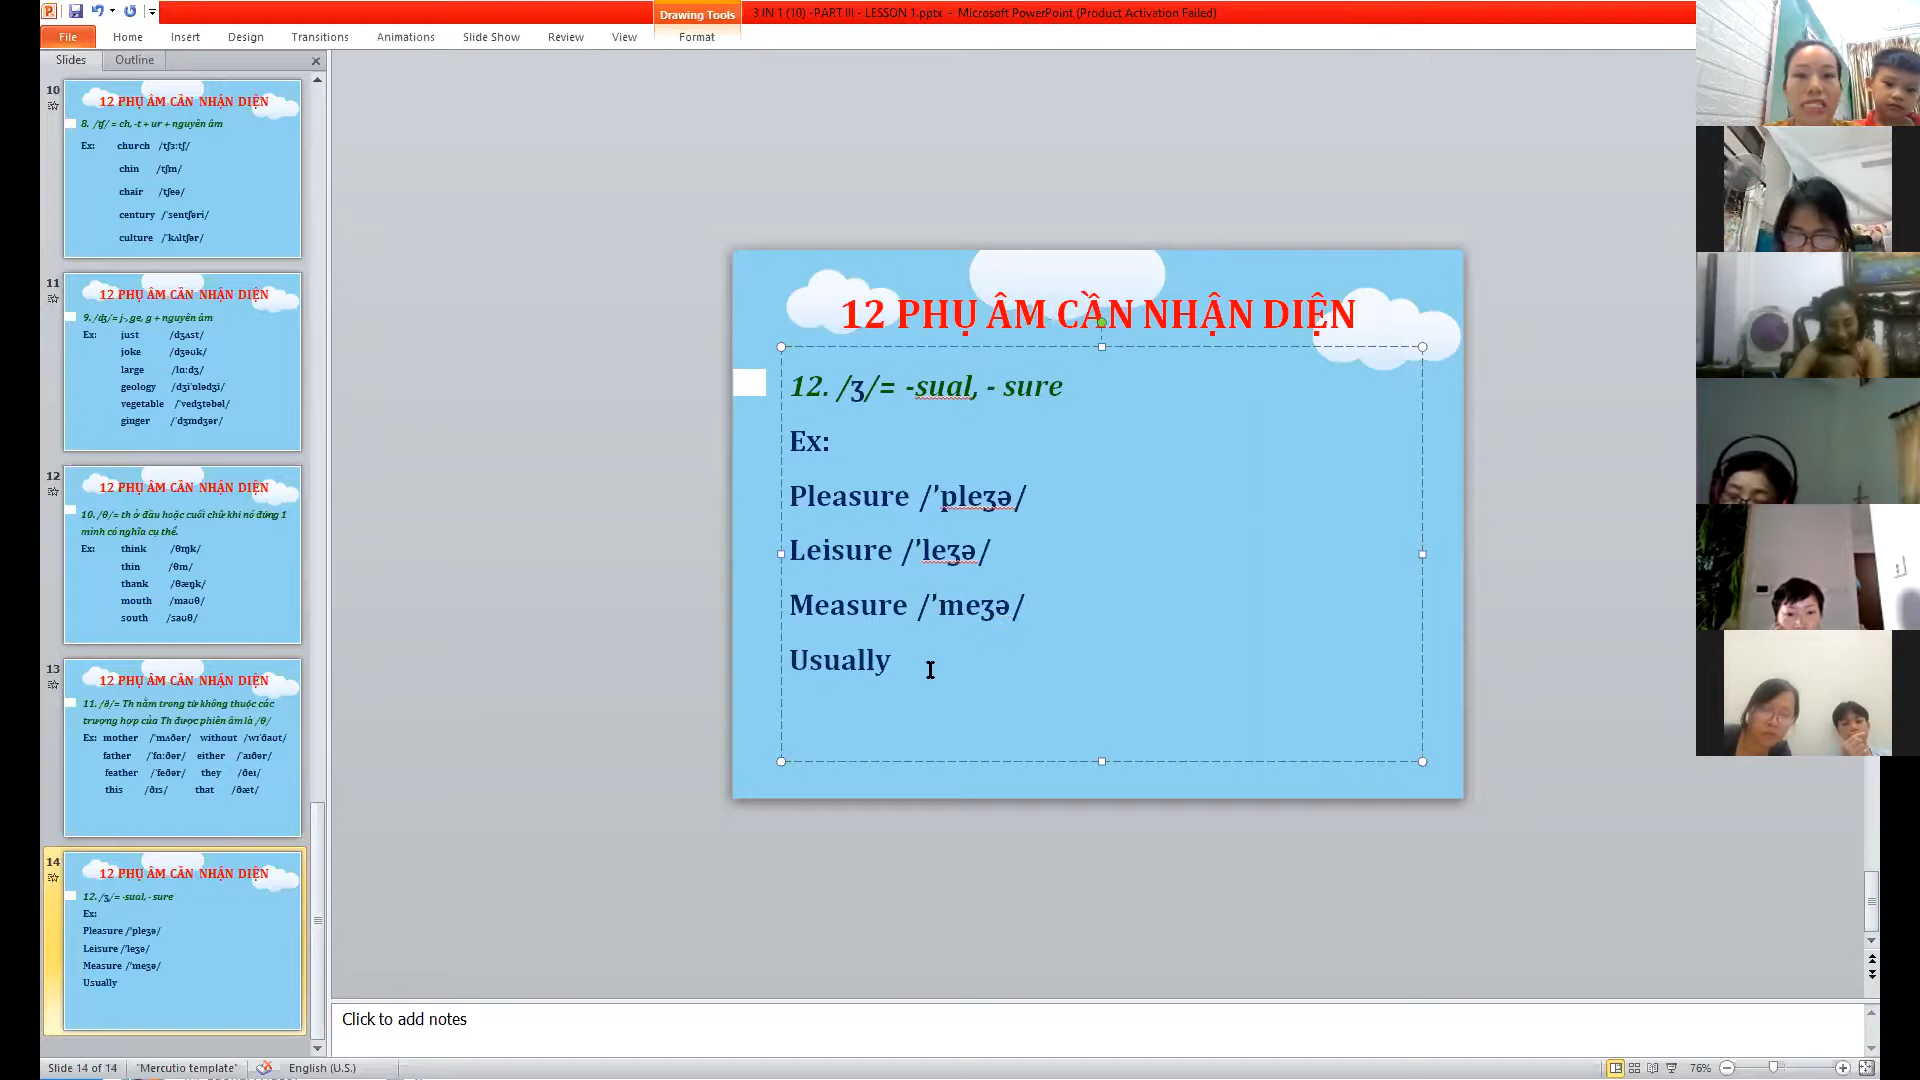 3 IN 1 (10) -PART III - LESSON 1.pptx - Microsoft PowerPoint (Product Activation Failed)
Drawing Tools
File Home Insert Design Transitions Animations Slide Show Review View Format
Slides Outline
10
12 PHỤ ÂM CẦN NHẬN DIỆN
8. /ʧ/ = ch, -t + ur + nguyên âm
Ex: church /tʃɜːtʃ/
chin /tʃɪn/
chair /tʃeə/
century /'sentʃəri/
culture /'kʌltʃər/
11
12 PHỤ ÂM CẦN NHẬN DIỆN
9. /ʤ/= j-, ge, g + nguyên âm
Ex: just /dʒʌst/
joke /dʒəʊk/
large /lɑːdʒ/
geology /dʒi'ɒlədʒi/
vegetable /'vedʒtəbəl/
ginger /'dʒɪndʒər/
12
12 PHỤ ÂM CẦN NHẬN DIỆN
10. /θ/= th ở đầu hoặc cuối chữ khi nó đứng 1
mình có nghĩa cụ thể.
Ex: think /θɪŋk/
thin /θɪn/
thank /θæŋk/
mouth /maʊθ/
south /saʊθ/
13
12 PHỤ ÂM CẦN NHẬN DIỆN
11. /ð/= Th nằm trong từ không thuộc các
trường hợp của Th được phiên âm là /θ/
Ex: mother /'mʌðər/ without /wɪ'ðaʊt/
father /'fɑːðər/ either /'aɪðər/
feather /'feðər/ they /ðeɪ/
this /ðɪs/ that /ðæt/
14
12 PHỤ ÂM CẦN NHẬN DIỆN
12. /ʒ/= -sual, - sure
Ex:
Pleasure /'pleʒə/
Leisure /'leʒə/
Measure /'meʒə/
Usually
12 PHỤ ÂM CẦN NHẬN DIỆN
12. /ʒ/= -sual, - sure
Ex:
Pleasure /'pleʒə/
Leisure /'leʒə/
Measure /'meʒə/
Usually
Click to add notes
Slide 14 of 14 "Mercutio template" English (U.S.) 76%